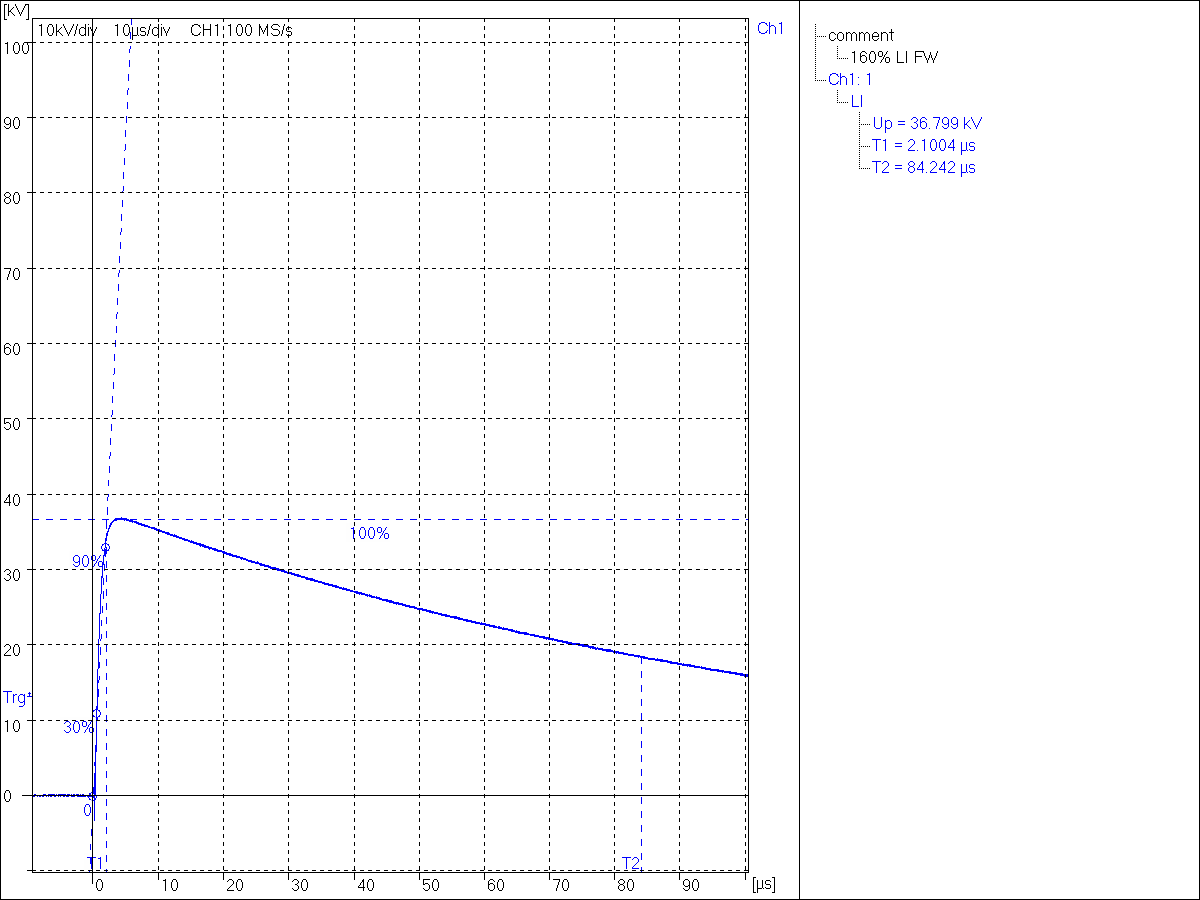 [kV]
10kV/div 10µs/div CH1:100 MS/s
Ch1
100
90
80
70
60
50
40
30
20
Trg*
10
0
100%
90%
30%
0
T1
T2
0 10 20 30 40 50 60 70 80 90 [µs]
comment
160% LI FW
Ch1: 1
LI
Up = 36.799 kV
T1 = 2.1004 µs
T2 = 84.242 µs